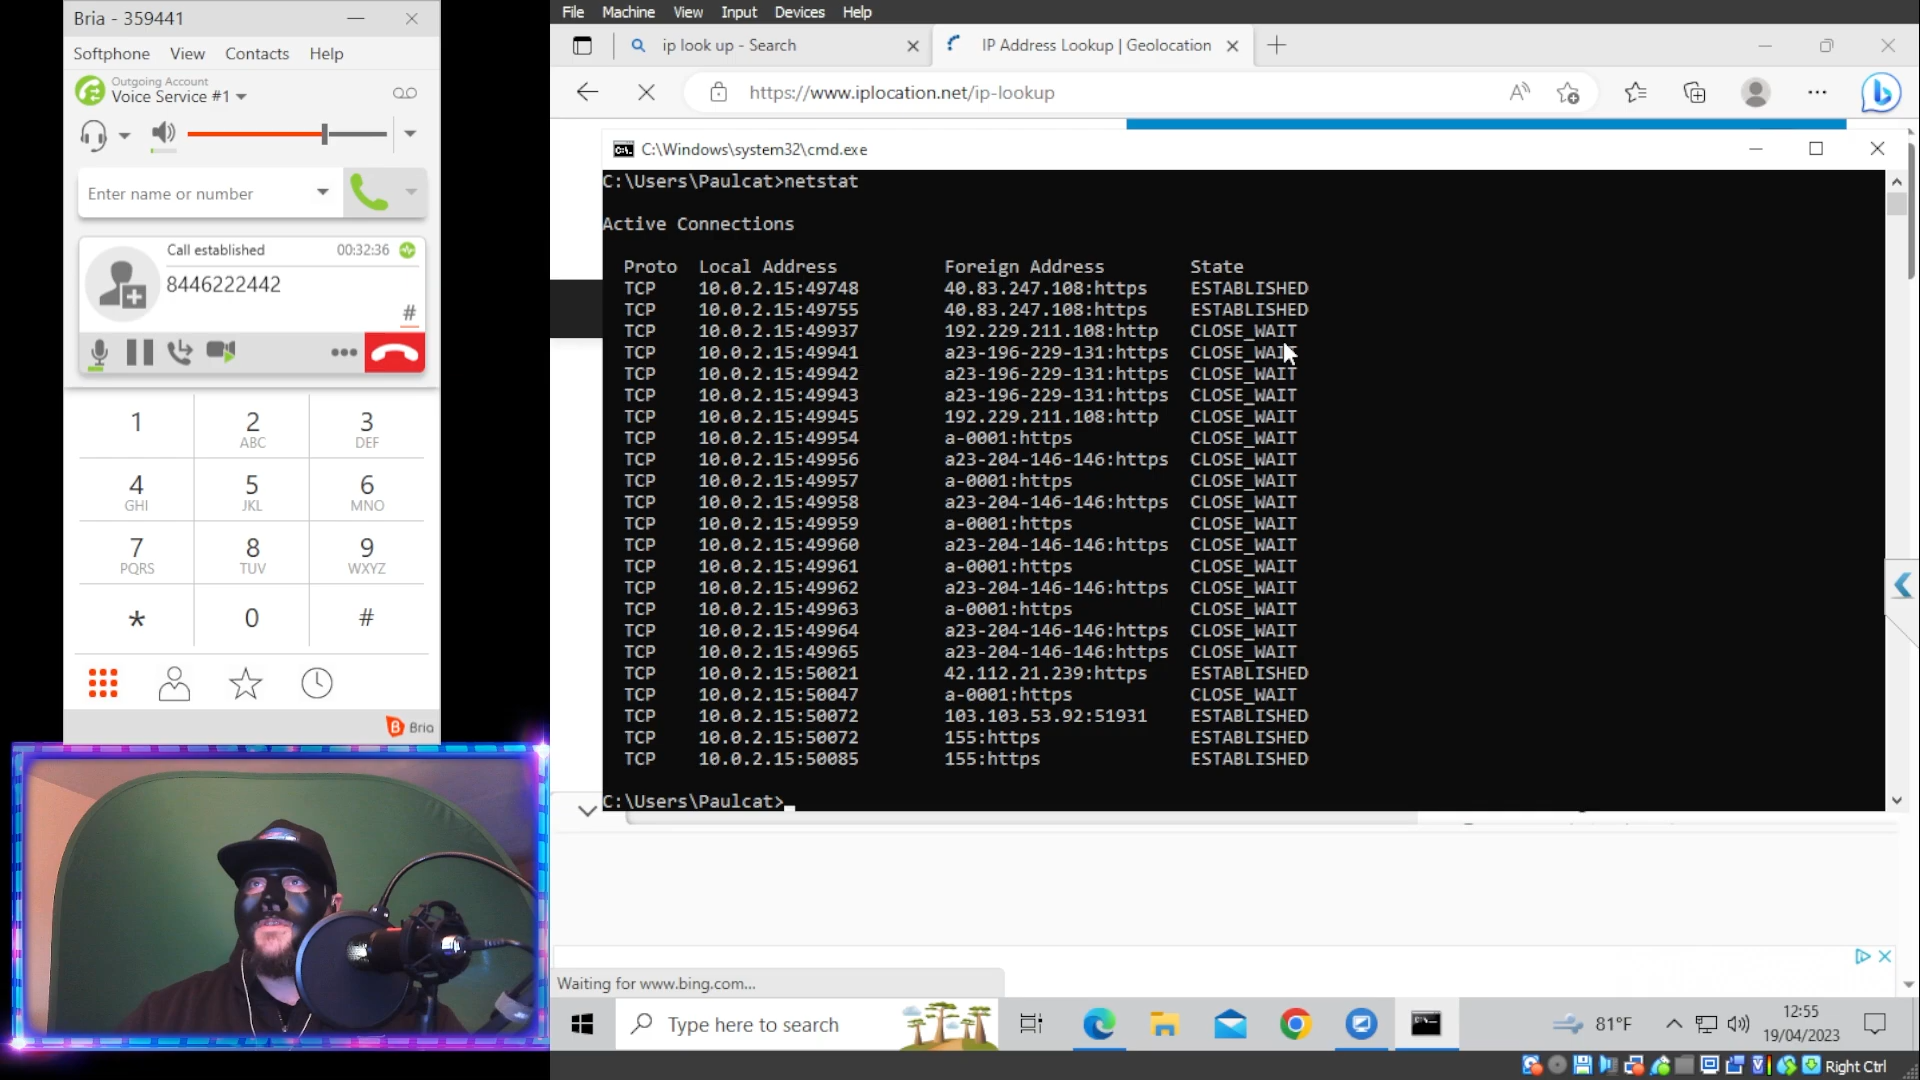 Bria - 359441
Softphone View Contacts Help
Outgoing Account
Voice Service #1
Enter name or number
Call established 00:32:36
8446222442
#
1 2 3
ABC DEF
4 5 6
GHI JKL MNO
7 8 9
PQRS TUV WXYZ
* 0 #
Bria
File Machine View Input Devices Help
ip look up - Search
IP Address Lookup | Geolocation
https://www.iplocation.net/ip-lookup
C:\Windows\system32\cmd.exe
C:\Users\Paulcat>netstat
Active Connections
Proto Local Address Foreign Address State
TCP 10.0.2.15:49748 40.83.247.108:https ESTABLISHED
TCP 10.0.2.15:49755 40.83.247.108:https ESTABLISHED
TCP 10.0.2.15:49937 192.229.211.108:http CLOSE_WAIT
TCP 10.0.2.15:49941 a23-196-229-131:https CLOSE_WAIT
TCP 10.0.2.15:49942 a23-196-229-131:https CLOSE_WAIT
TCP 10.0.2.15:49943 a23-196-229-131:https CLOSE_WAIT
TCP 10.0.2.15:49945 192.229.211.108:http CLOSE_WAIT
TCP 10.0.2.15:49954 a-0001:https CLOSE_WAIT
TCP 10.0.2.15:49956 a23-204-146-146:https CLOSE_WAIT
TCP 10.0.2.15:49957 a-0001:https CLOSE_WAIT
TCP 10.0.2.15:49958 a23-204-146-146:https CLOSE_WAIT
TCP 10.0.2.15:49959 a-0001:https CLOSE_WAIT
TCP 10.0.2.15:49960 a23-204-146-146:https CLOSE_WAIT
TCP 10.0.2.15:49961 a-0001:https CLOSE_WAIT
TCP 10.0.2.15:49962 a23-204-146-146:https CLOSE_WAIT
TCP 10.0.2.15:49963 a-0001:https CLOSE_WAIT
TCP 10.0.2.15:49964 a23-204-146-146:https CLOSE_WAIT
TCP 10.0.2.15:49965 a23-204-146-146:https CLOSE_WAIT
TCP 10.0.2.15:50021 42.112.21.239:https ESTABLISHED
TCP 10.0.2.15:50047 a-0001:https CLOSE_WAIT
TCP 10.0.2.15:50072 103.103.53.92:51931 ESTABLISHED
TCP 10.0.2.15:50072 155:https ESTABLISHED
TCP 10.0.2.15:50085 155:https ESTABLISHED
C:\Users\Paulcat>
Waiting for www.bing.com...
Type here to search
81°F
12:55
19/04/2023
Right Ctrl